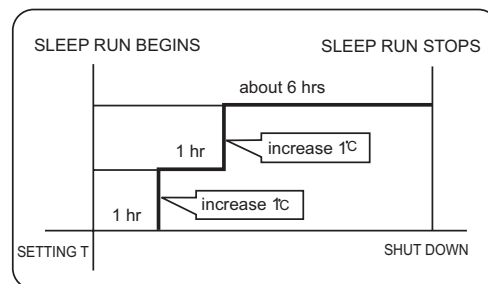 SLEEP RUN BEGINS
SLEEP RUN STOPS
about 6 hrs
1 hr
increase 1℃
1 hr
increase 1℃
SETTING T
SHUT DOWN